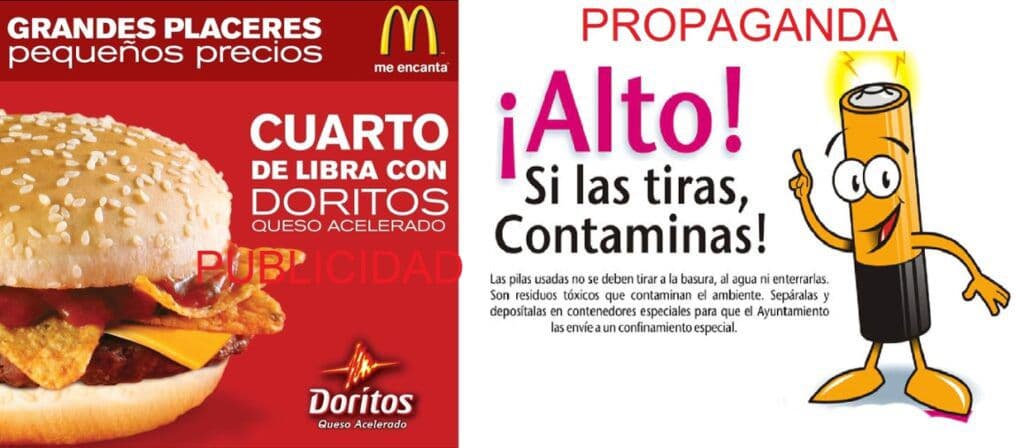 GRANDES PLACERES
pequeños precios
me encanta
CUARTO
DE LIBRA CON
DORITOS
QUESO ACELERADO
PUBLICIDAD
Doritos
Queso Acelerado
PROPAGANDA
¡Alto!
Si las tiras,
Contaminas!
Las pilas usadas no se deben tirar a la basura, al agua ni enterrarlas.
Son residuos tóxicos que contaminan el ambiente. Sepáralas y
deposítalas en contenedores especiales para que el Ayuntamiento
las envíe a un confinamiento especial.